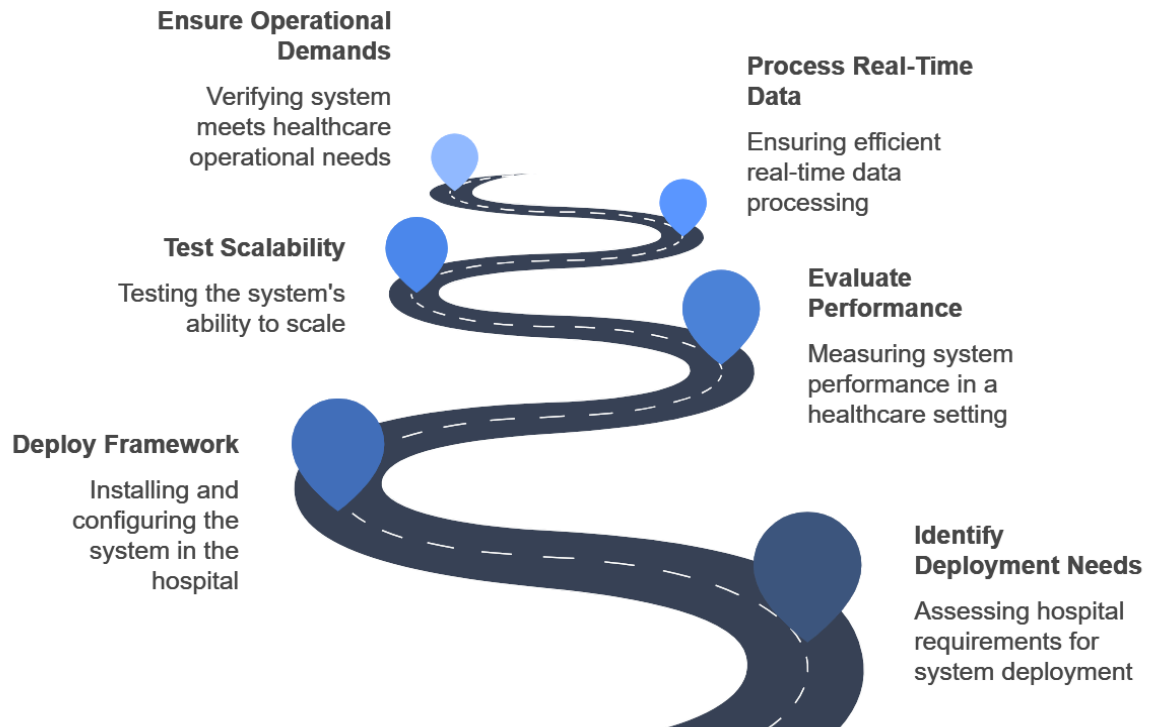 Ensure Operational
Demands
Verifying system
meets healthcare
operational needs
Process Real-Time
Data
Ensuring efficient
real-time data
processing
Test Scalability
Testing the system's
ability to scale
Evaluate
Performance
Measuring system
performance in a
healthcare setting
Deploy Framework
Installing and
configuring the
system in the
hospital
Identify
Deployment Needs
Assessing hospital
requirements for
system deployment